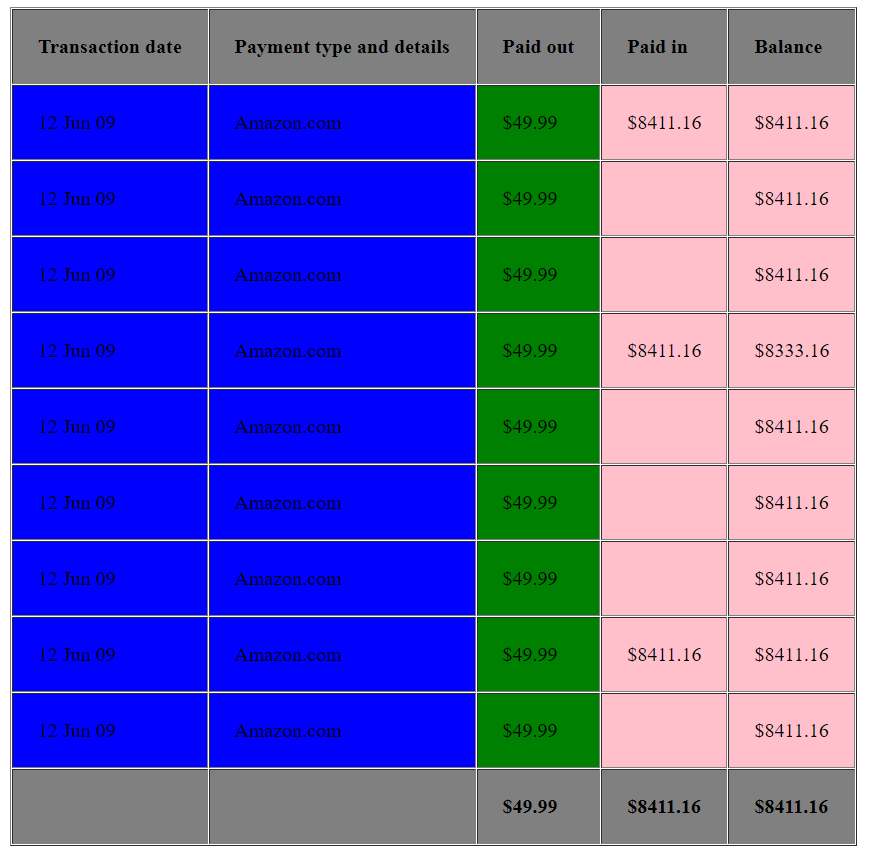 Transaction date Payment type and details Paid out Paid in Balance
12 Jun 09 Amazon.com $49.99 $8411.16 $8411.16
12 Jun 09 Amazon.com $49.99 $8411.16
12 Jun 09 Amazon.com $49.99 $8411.16
12 Jun 09 Amazon.com $49.99 $8411.16 $8333.16
12 Jun 09 Amazon.com $49.99 $8411.16
12 Jun 09 Amazon.com $49.99 $8411.16
12 Jun 09 Amazon.com $49.99 $8411.16
12 Jun 09 Amazon.com $49.99 $8411.16 $8411.16
12 Jun 09 Amazon.com $49.99 $8411.16
$49.99 $8411.16 $8411.16